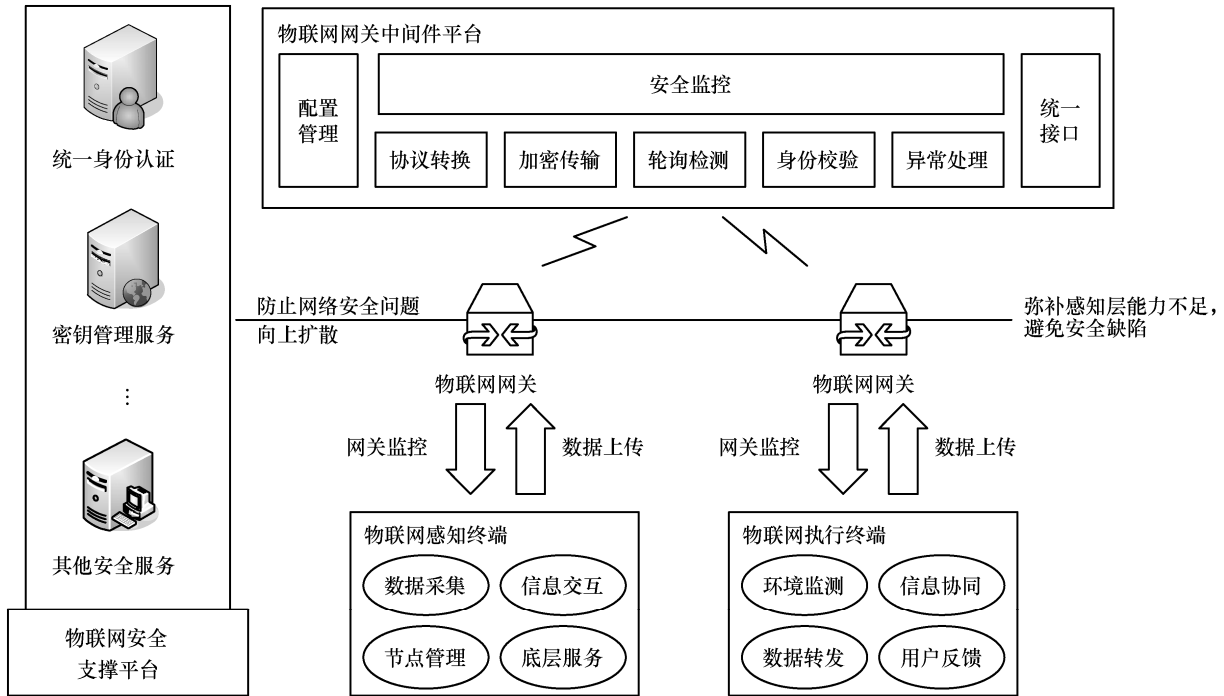 统一身份认证
密钥管理服务
⋮
其他安全服务
物联网安全
支撑平台
物联网网关中间件平台
配置
管理
安全监控
协议转换
加密传输
轮询检测
身份校验
异常处理
统一
接口
防止网络安全问题
向上扩散
弥补感知层能力不足，
避免安全缺陷
物联网网关
物联网网关
网关监控
数据上传
网关监控
数据上传
物联网感知终端
数据采集
信息交互
节点管理
底层服务
物联网执行终端
环境监测
信息协同
数据转发
用户反馈